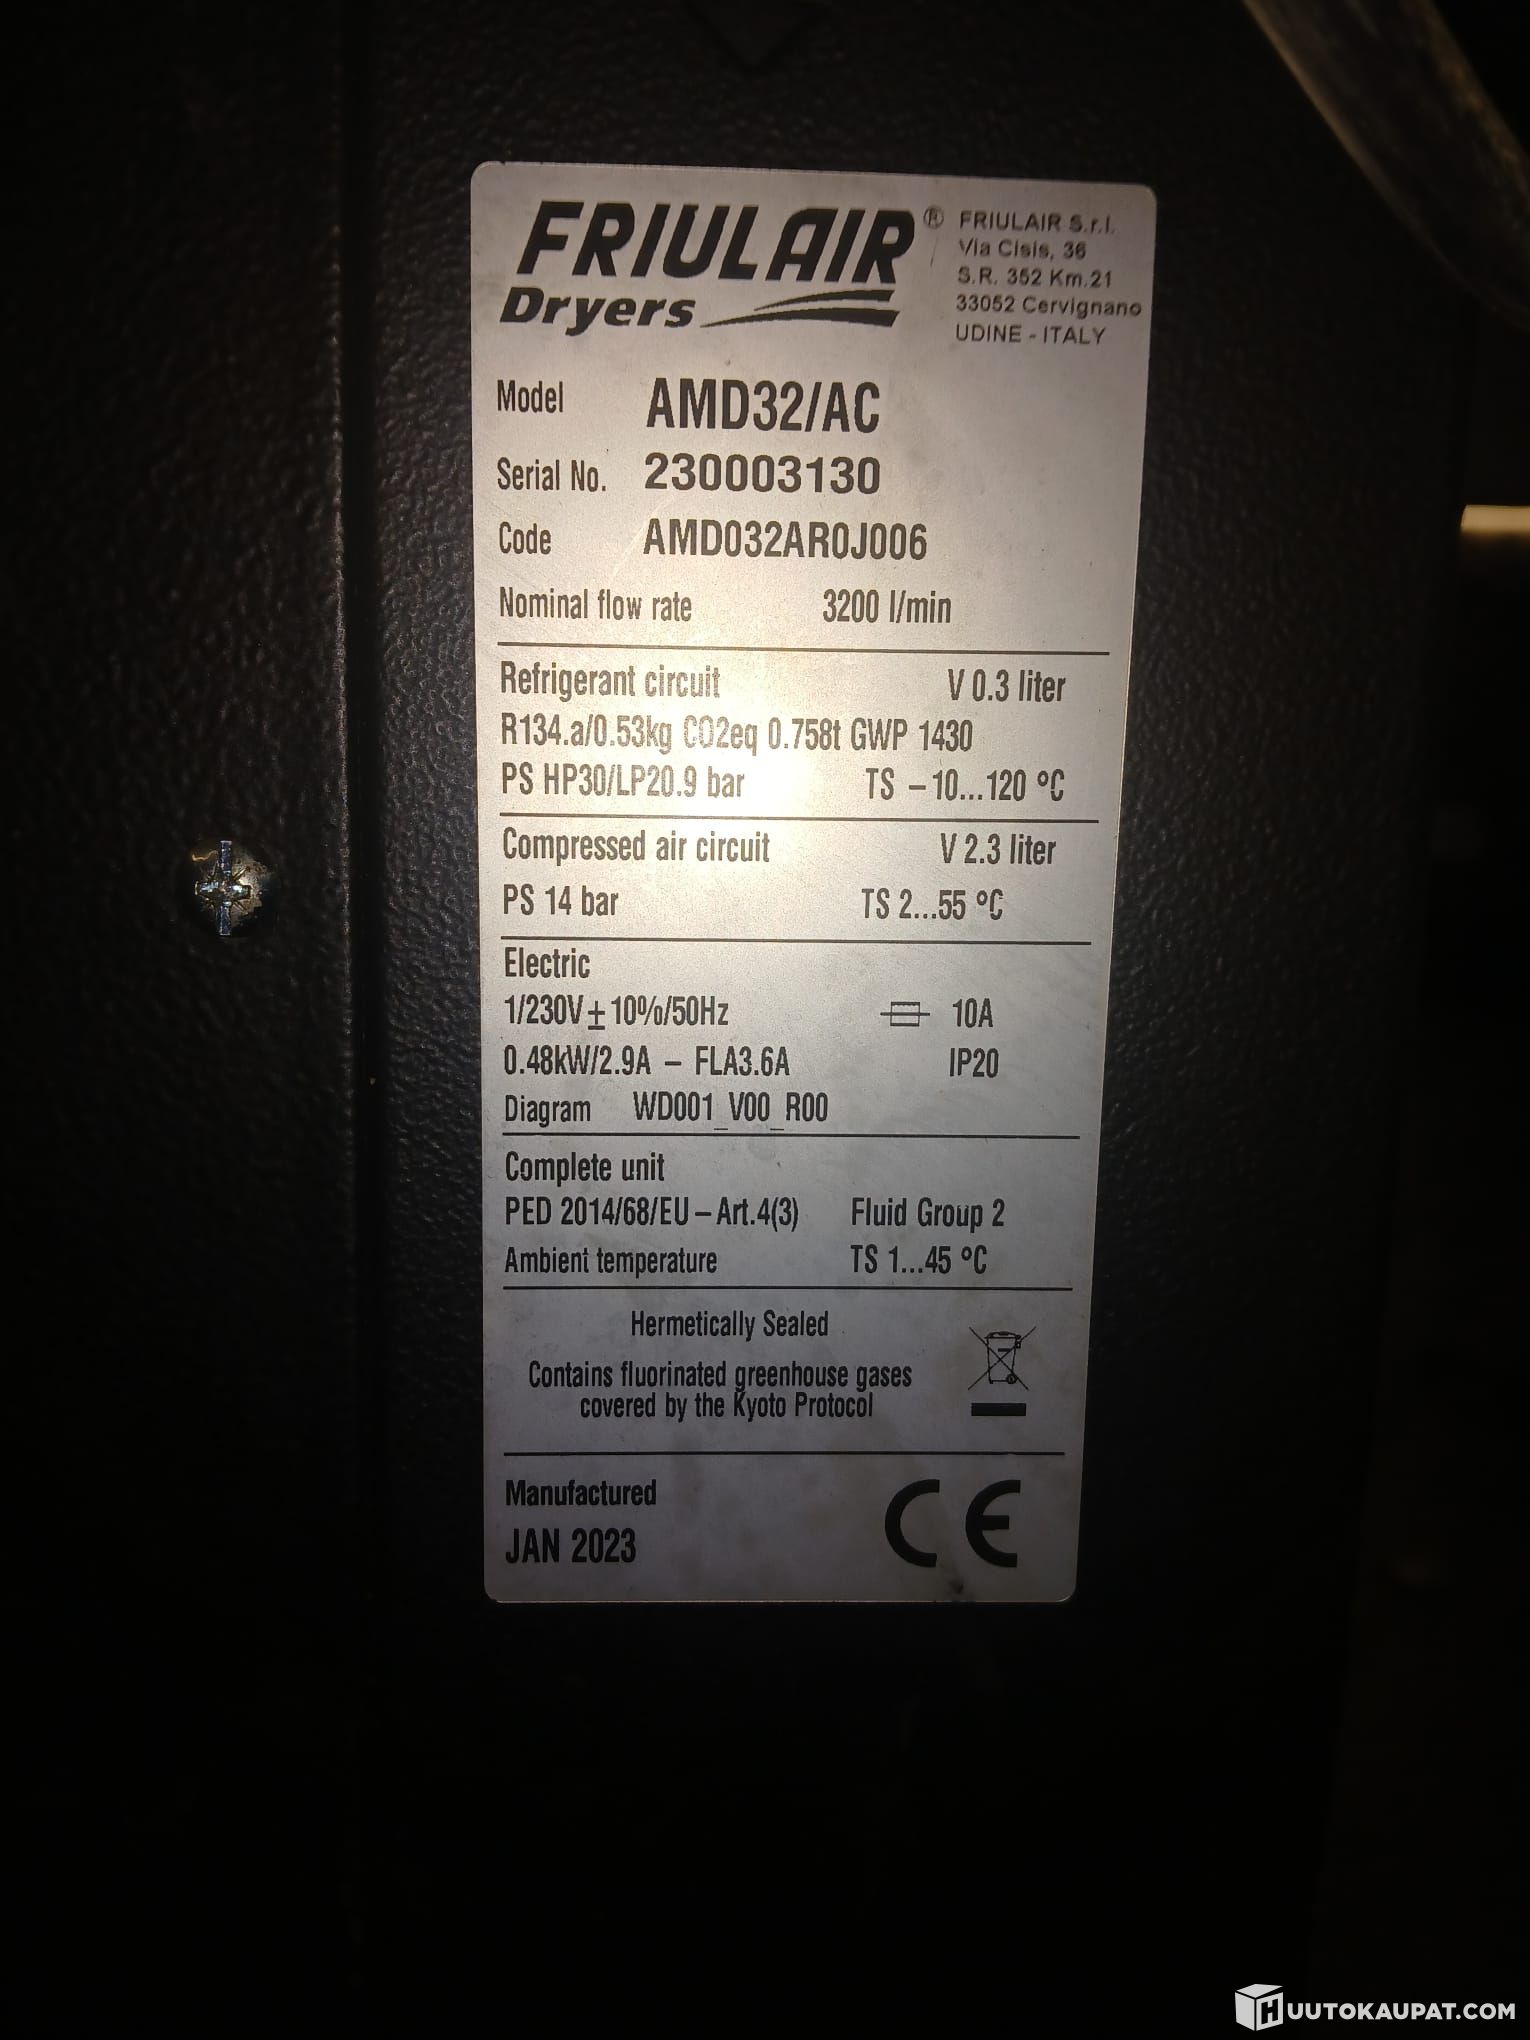 FRIULAIR ®
Dryers
FRIULAIR S.r.l.
Via Cisis, 36
S.R. 352 Km.21
33052 Cervignano
UDINE - ITALY
Model AMD32/AC
Serial No. 230003130
Code AMD032AR0J006
Nominal flow rate 3200 l/min
Refrigerant circuit V 0.3 liter
R134.a/0.53kg CO2eq 0.758t GWP 1430
PS HP30/LP20.9 bar TS -10...120 °C
Compressed air circuit V 2.3 liter
PS 14 bar TS 2...55 °C
Electric
1/230V±10%/50Hz 10A
0.48kW/2.9A - FLA3.6A IP20
Diagram WD001_V00_R00
Complete unit
PED 2014/68/EU-Art.4(3) Fluid Group 2
Ambient temperature TS 1...45 °C
Hermetically Sealed
Contains fluorinated greenhouse gases
covered by the Kyoto Protocol
Manufactured
JAN 2023
CE
HUUTOKAUPAT.COM